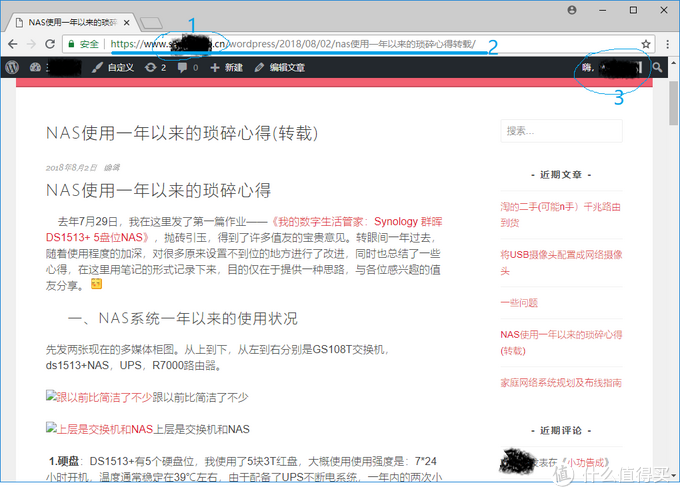 NAS使用一年以来的琐碎
1
安全 https://www.s .cn/wordpress/2018/08/02/nas使用一年以来的琐碎心得转载/
2
自定义 2 0 新建 编辑文章 嗨,
3
NAS使用一年以来的琐碎心得(转载)
2018年8月2日
NAS使用一年以来的琐碎心得
去年7月29日，我在这里发了第一篇作业——《我的数字生活管家：Synology 群晖
DS1513+ 5盘位NAS》，抛砖引玉，得到了许多值友的宝贵意见。转眼间一年过去，
随着使用程度的加深，对很多原来设置不到位的地方进行了改进，同时也总结了一些
心得，在这里用笔记的形式记录下来，目的仅在于提供一种思路，与各位感兴趣的值
友分享。
一、NAS系统一年以来的使用状况
先发两张现在的多媒体柜图。从上到下，从左到右分别是GS108T交换机，
ds1513+NAS，UPS，R7000路由器。
跟以前比简洁了不少跟以前比简洁了不少
上层是交换机和NAS上层是交换机和NAS
1.硬盘：DS1513+有5个硬盘位，我使用了5块3T红盘，大概使用强度是：7*24
小时开机，温度通常稳定在39℃左右，由于配备了UPS不断电系统，一年内的两次小
搜索…
- 近期文章 -
淘的二手(可能n手）千兆路由
到货
将USB摄像头配置成网络摄像
头
一些问题
NAS使用一年以来的琐碎心得
(转载)
家庭网络系统规划及布线指南
- 近期评论 -
发表在《小功告成》
值 什么值得买